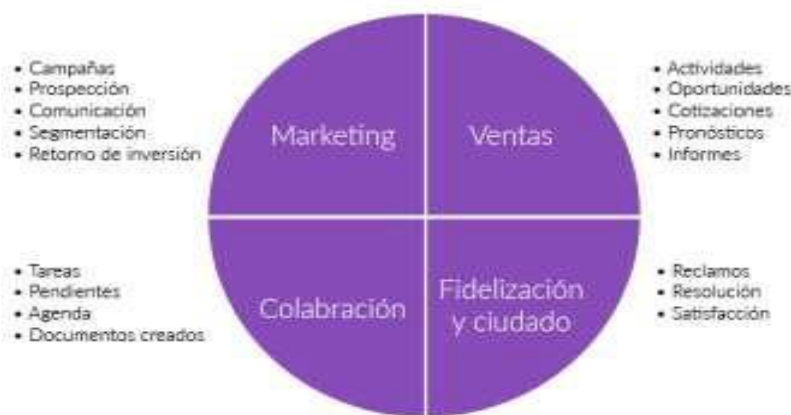 • Campañas
• Prospección
• Comunicación
• Segmentación
• Retorno de inversión
Marketing
Ventas
• Actividades
• Oportunidades
• Cotizaciones
• Pronósticos
• Informes
• Tareas
• Pendientes
• Agenda
• Documentos creados
Colabración
Fidelización
y ciudado
• Reclamos
• Resolución
• Satisfacción